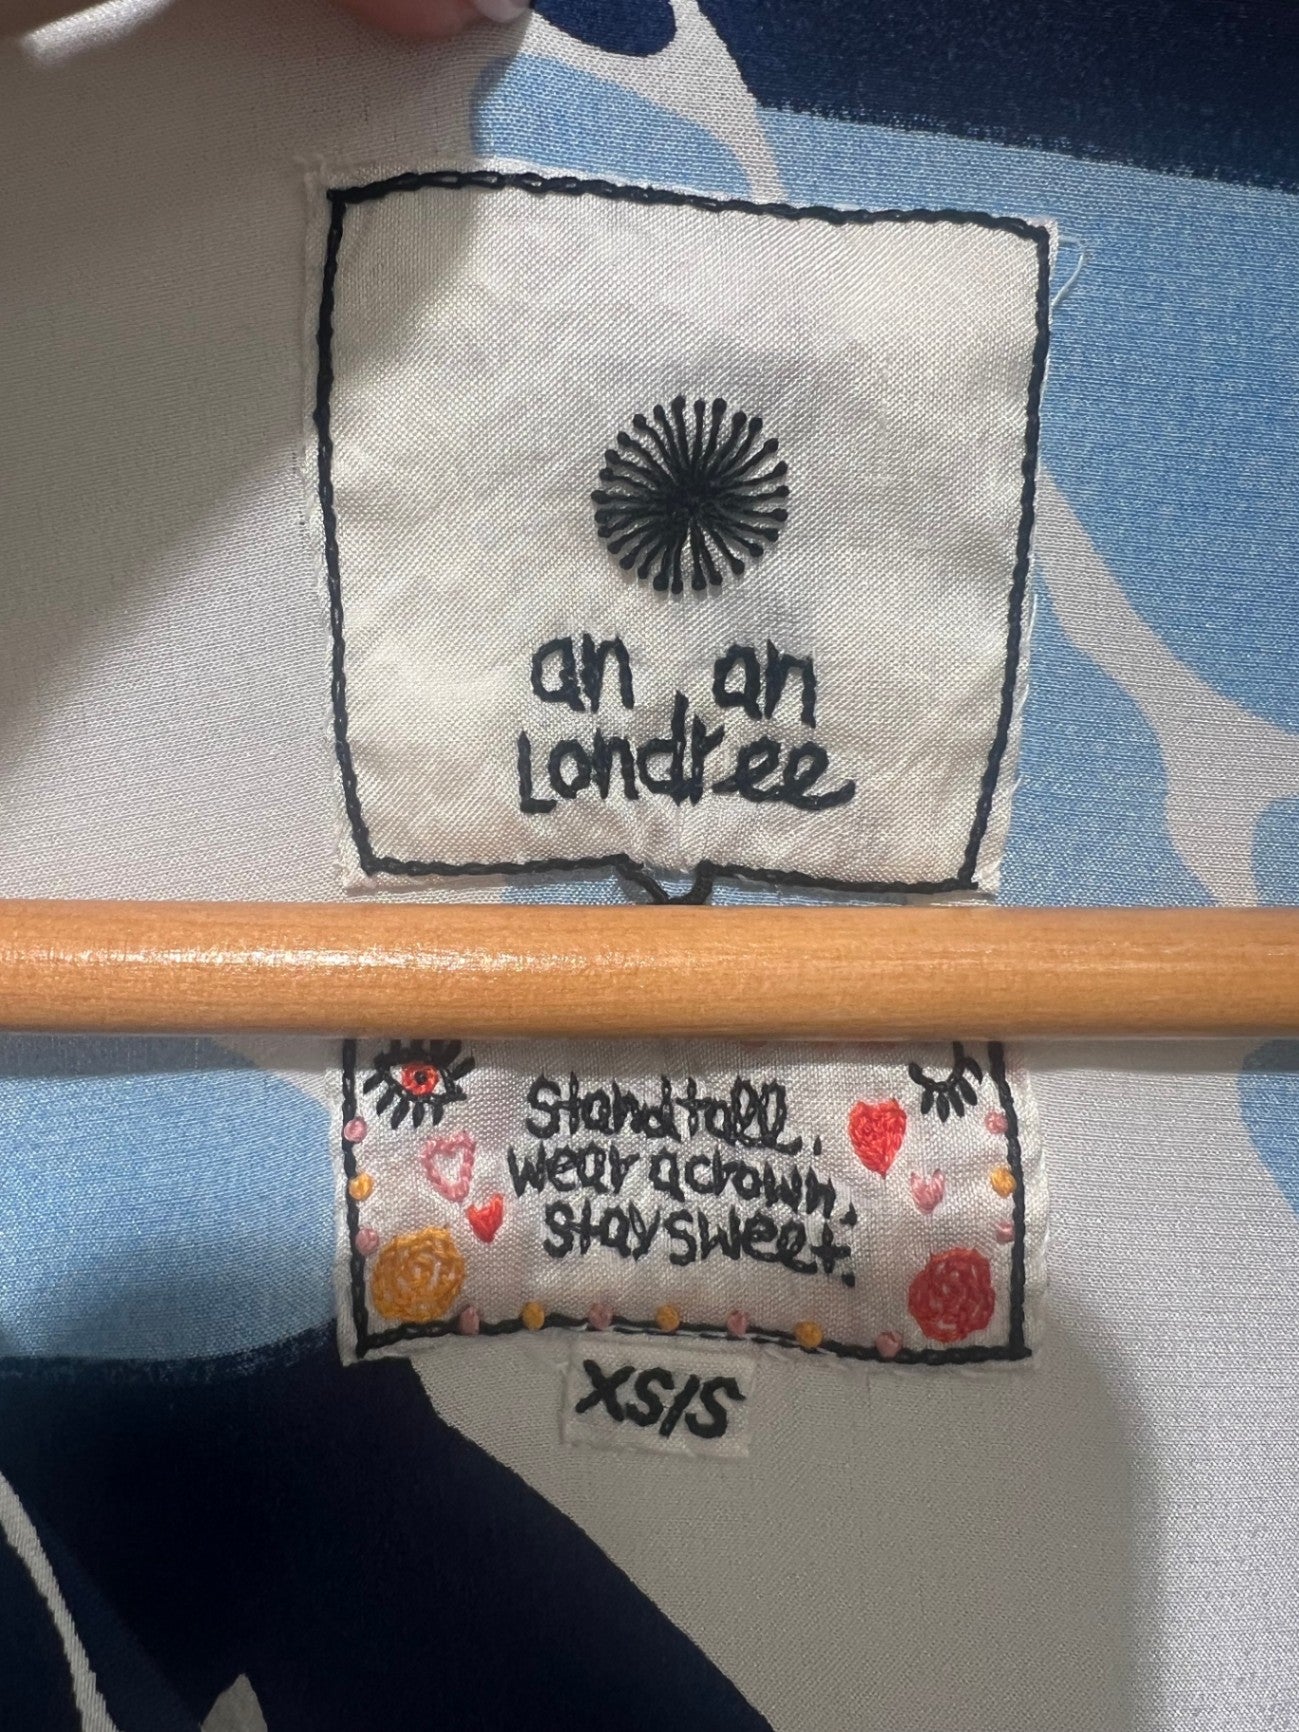 an an
Londree
Stand tall.
wear a crown.
stay sweet.
XS/S